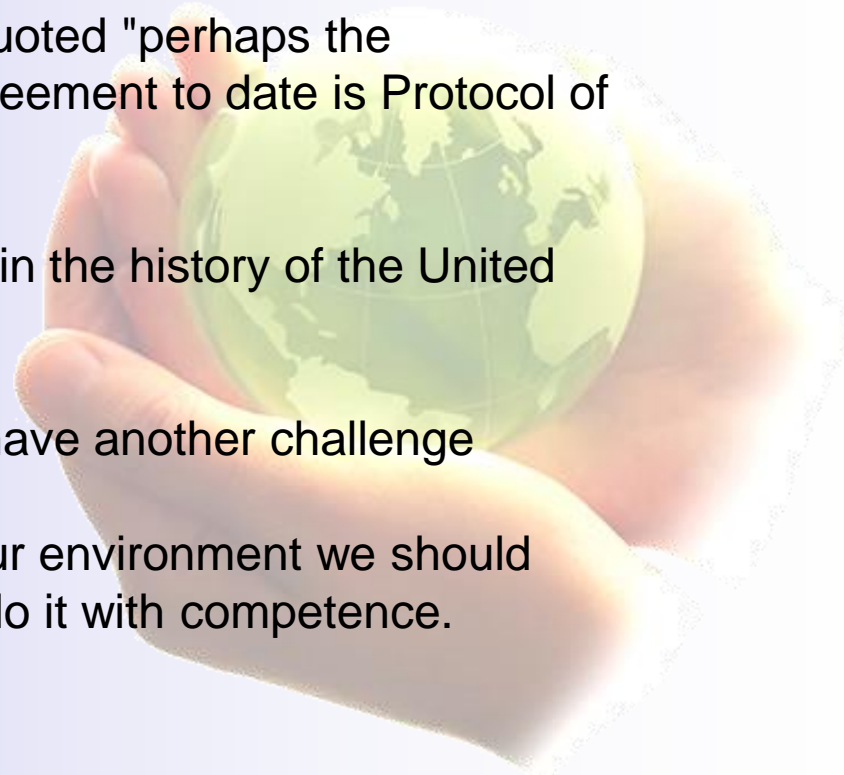 uoted "perhaps the
eement to date is Protocol of
in the history of the United
ave another challenge
ur environment we should
do it with competence.